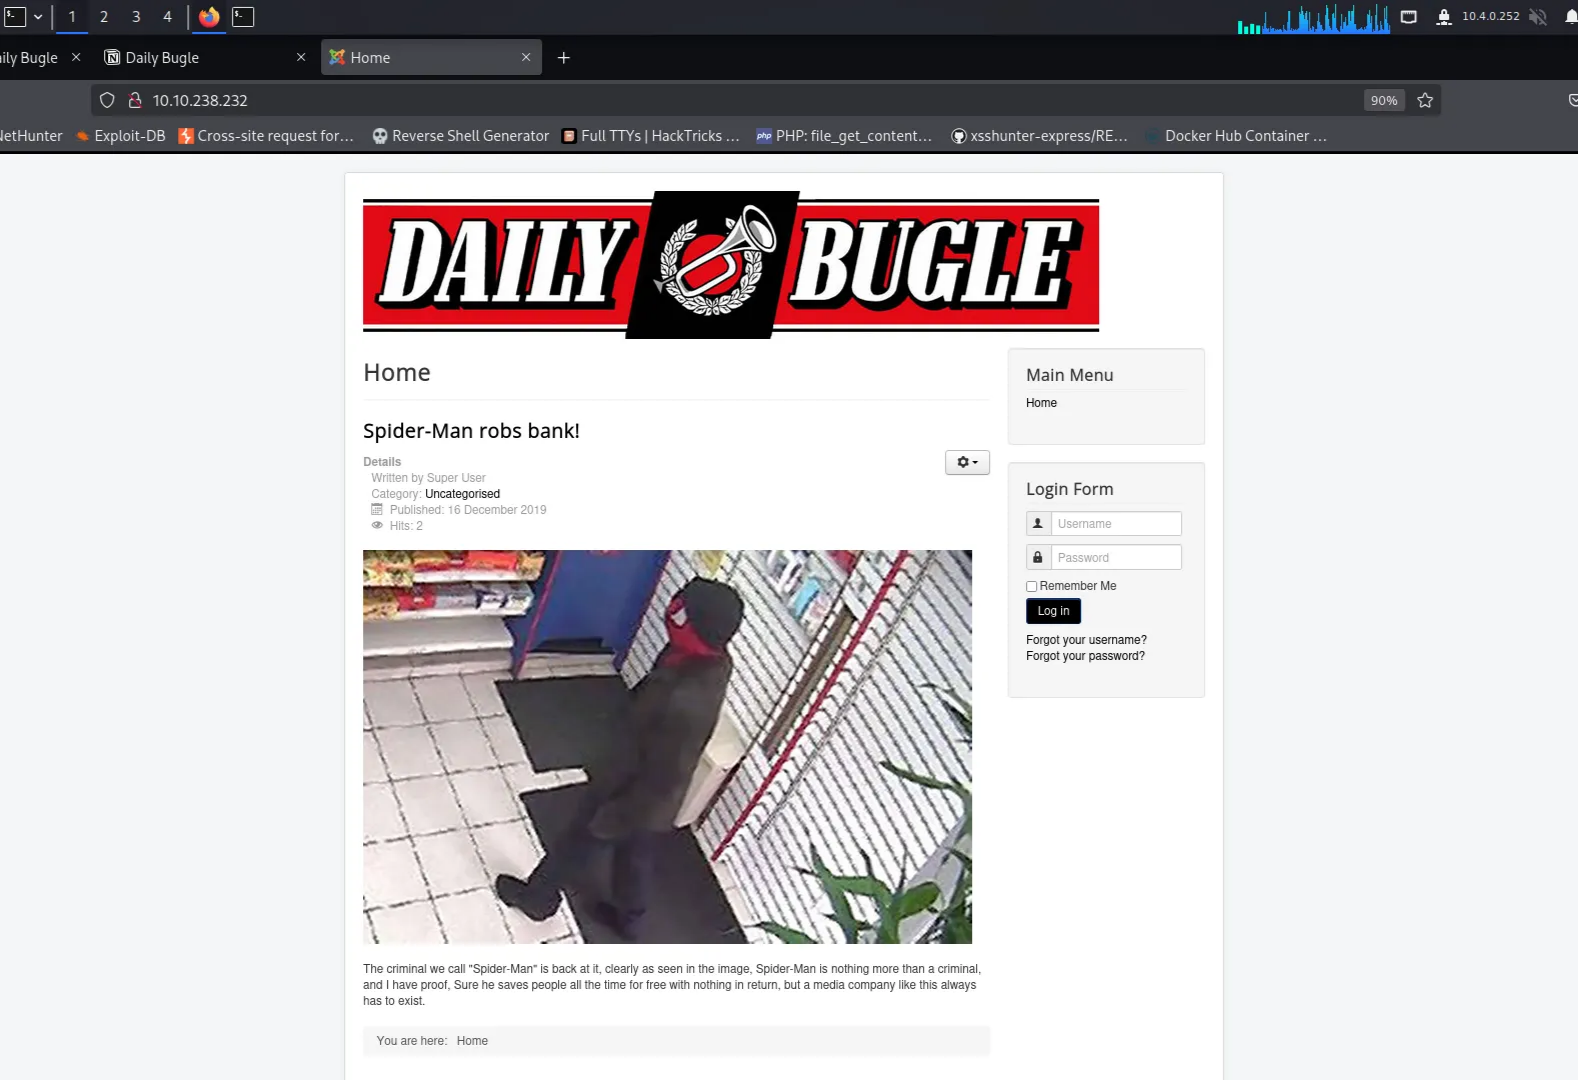 1 2 3 4 10.4.0.252
ily Bugle Daily Bugle Home
10.10.238.232 90%
NetHunter Exploit-DB Cross-site request for... Reverse Shell Generator Full TTYs | HackTricks ... PHP: file_get_content... xsshunter-express/RE... Docker Hub Container ...
DAILY BUGLE
Home
Spider-Man robs bank!
Details
Written by Super User
Category: Uncategorised
Published: 16 December 2019
Hits: 2
The criminal we call "Spider-Man" is back at it, clearly as seen in the image, Spider-Man is nothing more than a criminal,
and I have proof, Sure he saves people all the time for free with nothing in return, but a media company like this always
has to exist.
You are here: Home
Main Menu
Home
Login Form
Username
Password
Remember Me
Log in
Forgot your username?
Forgot your password?